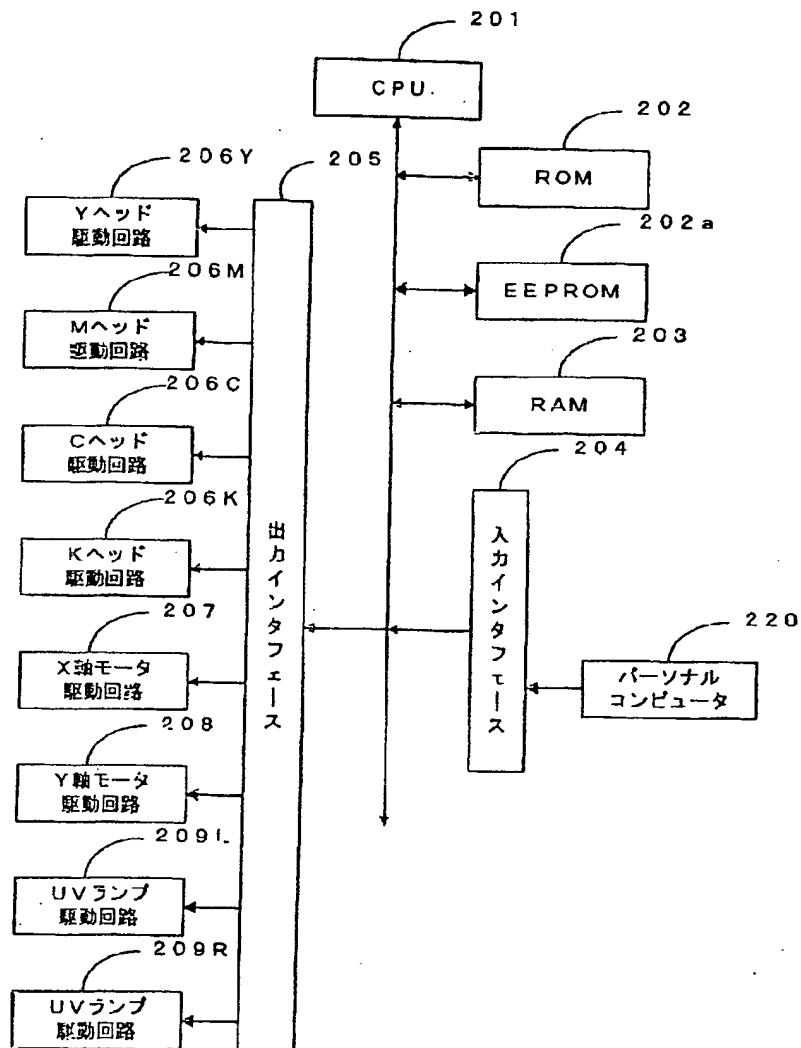 201
CPU
202
ROM
202a
EEPROM
203
RAM
204
入力インタフェース
220
パーソナル
コンピュータ
205
出力インタフェース
206Y
Yヘッド
駆動回路
206M
Mヘッド
駆動回路
206C
Cヘッド
駆動回路
206K
Kヘッド
駆動回路
207
X軸モータ
駆動回路
208
Y軸モータ
駆動回路
209L
UVランプ
駆動回路
209R
UVランプ
駆動回路